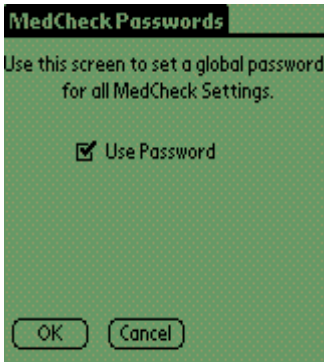 MedCheck Passwords
Use this screen to set a global password
for all MedCheck Settings.
Use Password
OK Cancel